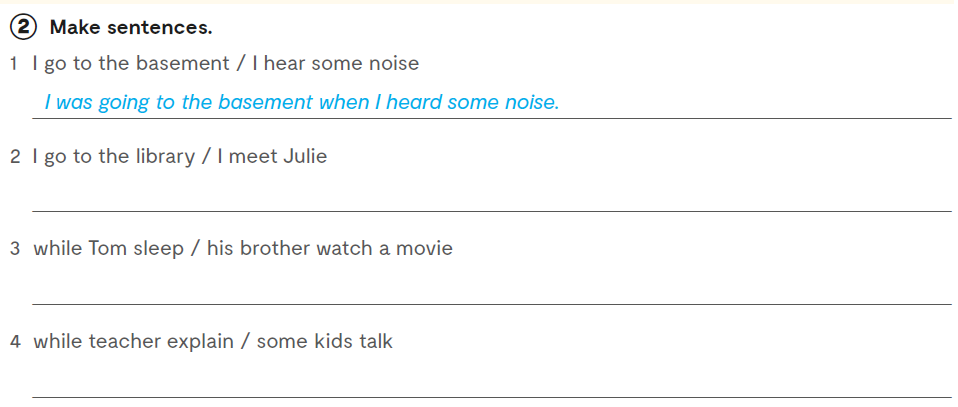 2 Make sentences.
1 I go to the basement / I hear some noise
I was going to the basement when I heard some noise.
2 I go to the library / I meet Julie
3 while Tom sleep / his brother watch a movie
4 while teacher explain / some kids talk